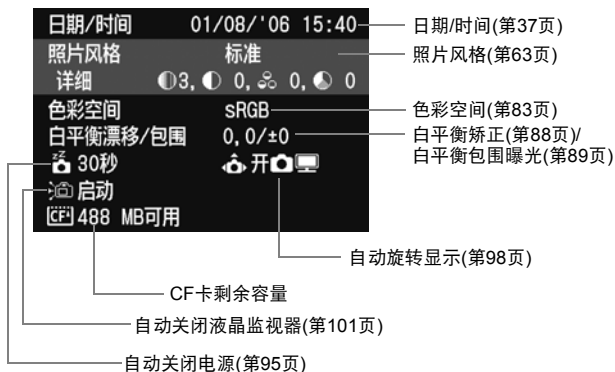 日期/时间 01/08/'06 15:40 日期/时间(第37页)
照片风格 标准 照片风格(第63页)
详细 3, 0, 0, 0
色彩空间 sRGB 色彩空间(第83页)
白平衡漂移/包围 0,0/±0 白平衡矫正(第88页)/
白平衡包围曝光(第89页)
zz 30秒 开
启动
CF 488 MB可用
自动旋转显示(第98页)
CF卡剩余容量
自动关闭液晶监视器(第101页)
自动关闭电源(第95页)